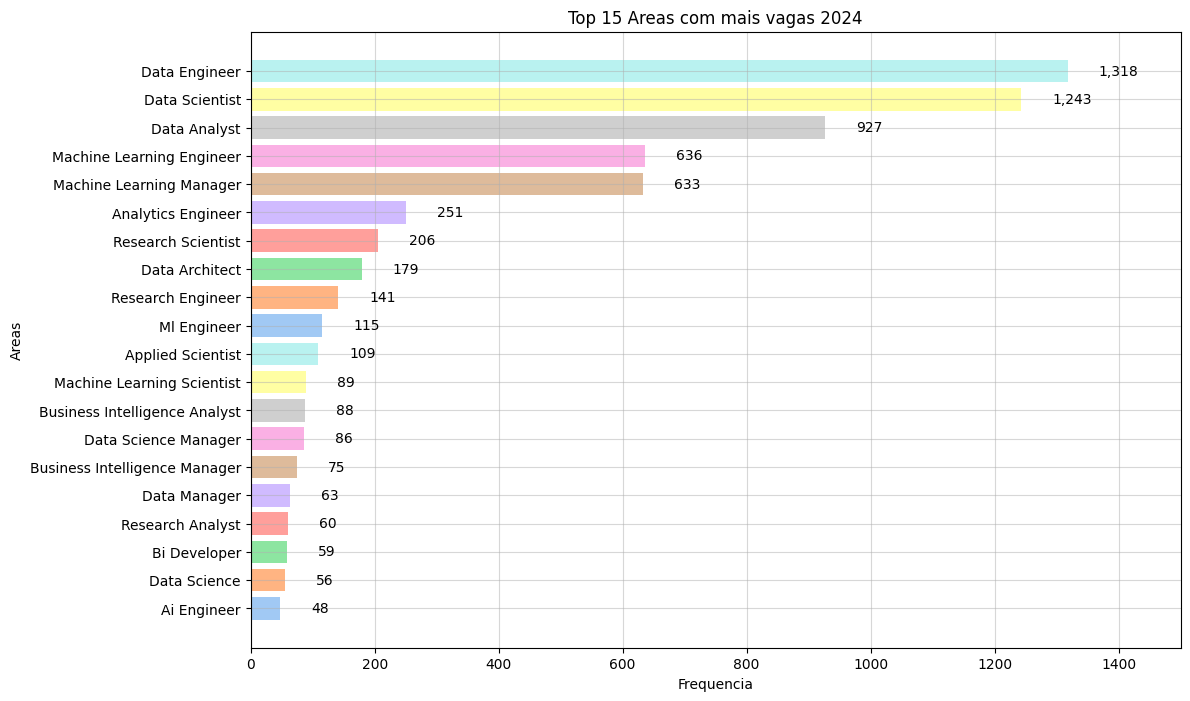 Top 15 Areas com mais vagas 2024
Data Engineer 1,318
Data Scientist 1,243
Data Analyst 927
Machine Learning Engineer 636
Machine Learning Manager 633
Analytics Engineer 251
Research Scientist 206
Data Architect 179
Research Engineer 141
Ml Engineer 115
Applied Scientist 109
Machine Learning Scientist 89
Business Intelligence Analyst 88
Data Science Manager 86
Business Intelligence Manager 75
Data Manager 63
Research Analyst 60
Bi Developer 59
Data Science 56
Ai Engineer 48
Areas
0 200 400 600 800 1000 1200 1400
Frequencia